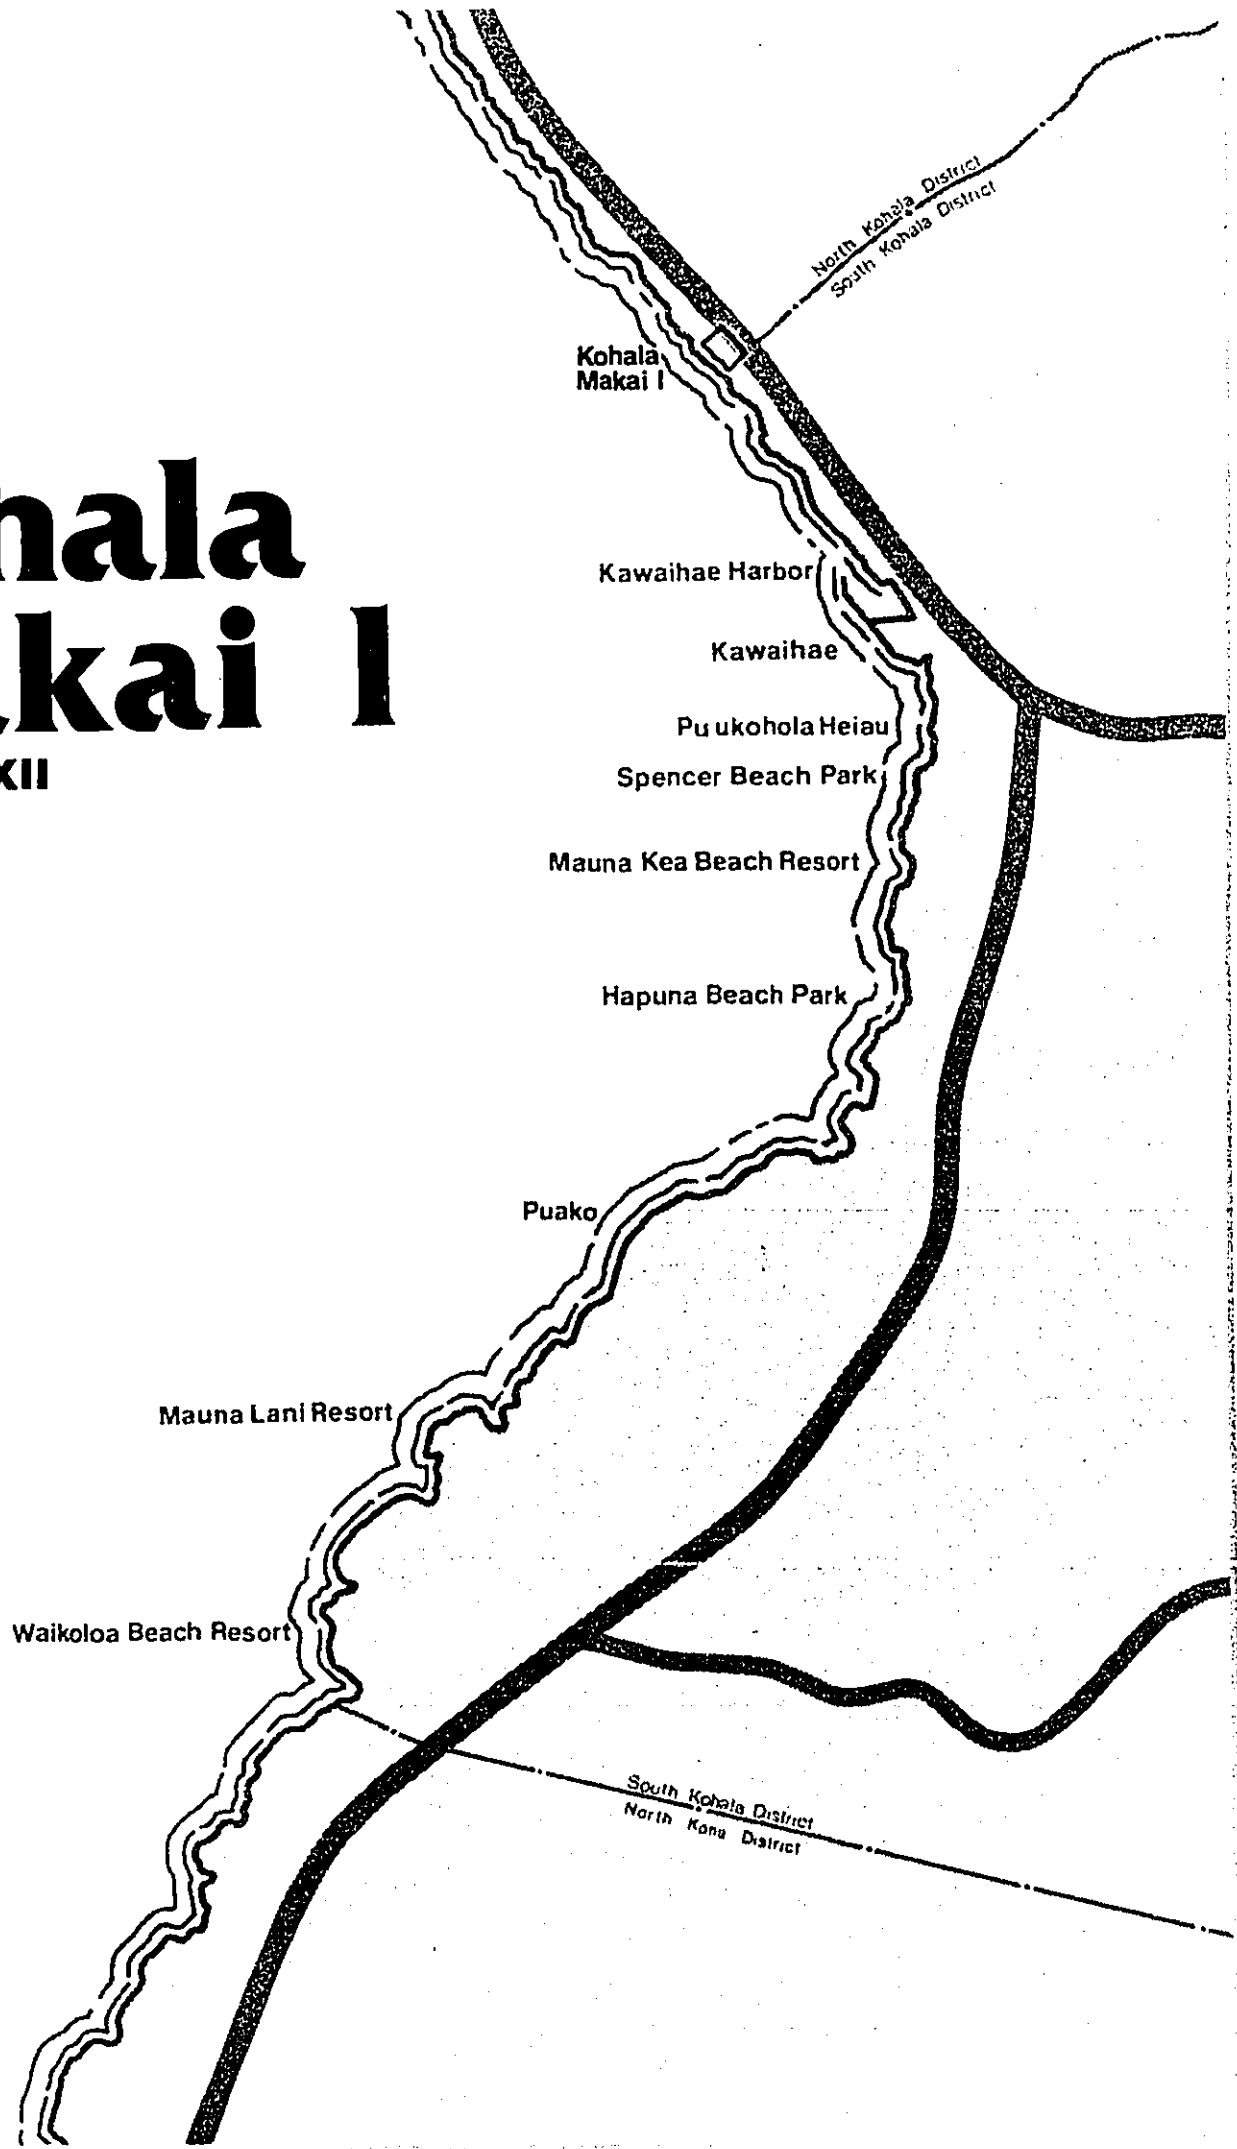 North Kohala District
South Kohala District
Kohala
Makai I
hala
kai I
XII
Kawaihae Harbor
Kawaihae
Pu ukohola Heiau
Spencer Beach Park
Mauna Kea Beach Resort
Hapuna Beach Park
Puako
Mauna Lani Resort
Waikoloa Beach Resort
South Kohala District
North Kona District